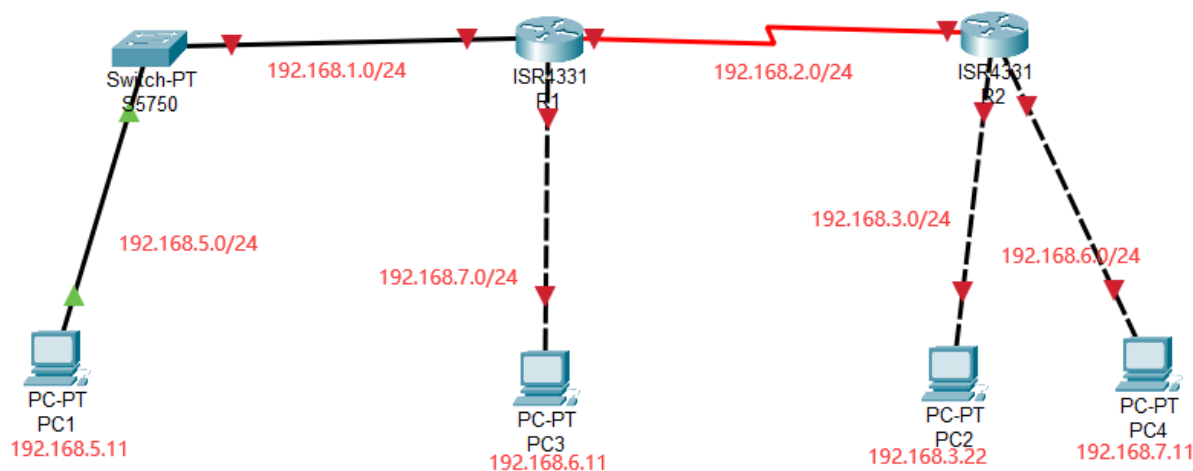 Switch-PT
S5750
192.168.1.0/24
ISR4331
R1
192.168.2.0/24
ISR4331
R2
192.168.5.0/24
192.168.7.0/24
192.168.3.0/24
192.168.6.0/24
PC-PT
PC1
192.168.5.11
PC-PT
PC3
192.168.6.11
PC-PT
PC2
192.168.3.22
PC-PT
PC4
192.168.7.11